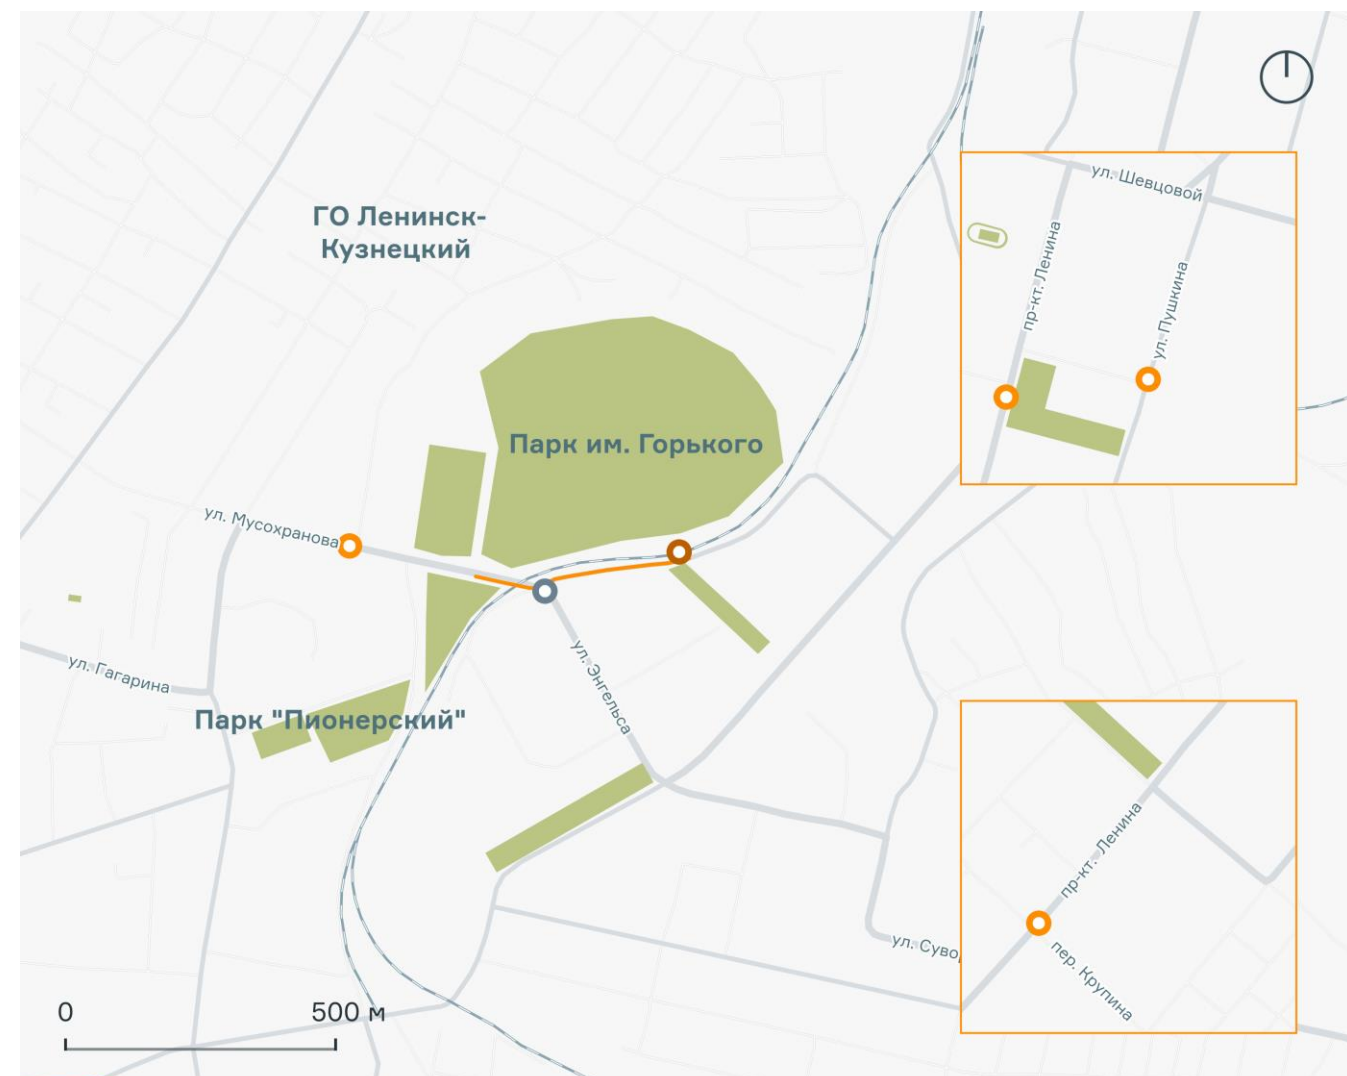 ул. Шевцовой
ГО Ленинск-
Кузнецкий
пр-кт. Ленина
ул. Пушкина
Парк им. Горького
ул. Мусохранова
ул. Гагарина
ул. Энгельса
Парк "Пионерский"
пр-кт. Ленина
ул. Суво
пер. Крупина
0
500 м